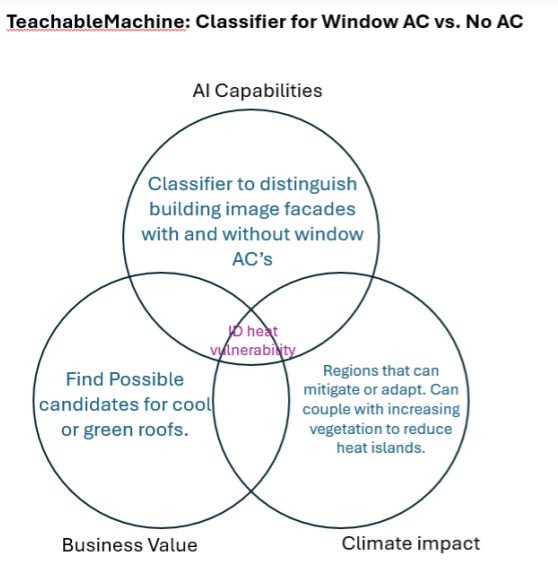 TeachableMachine: Classifier for Window AC vs. No AC
AI Capabilities
Classifier to distinguish
building image facades
with and without window
AC’s
ID heat
vulnerability
Find Possible
candidates for cool
or green roofs.
Regions that can
mitigate or adapt. Can
couple with increasing
vegetation to reduce
heat islands.
Business Value
Climate impact